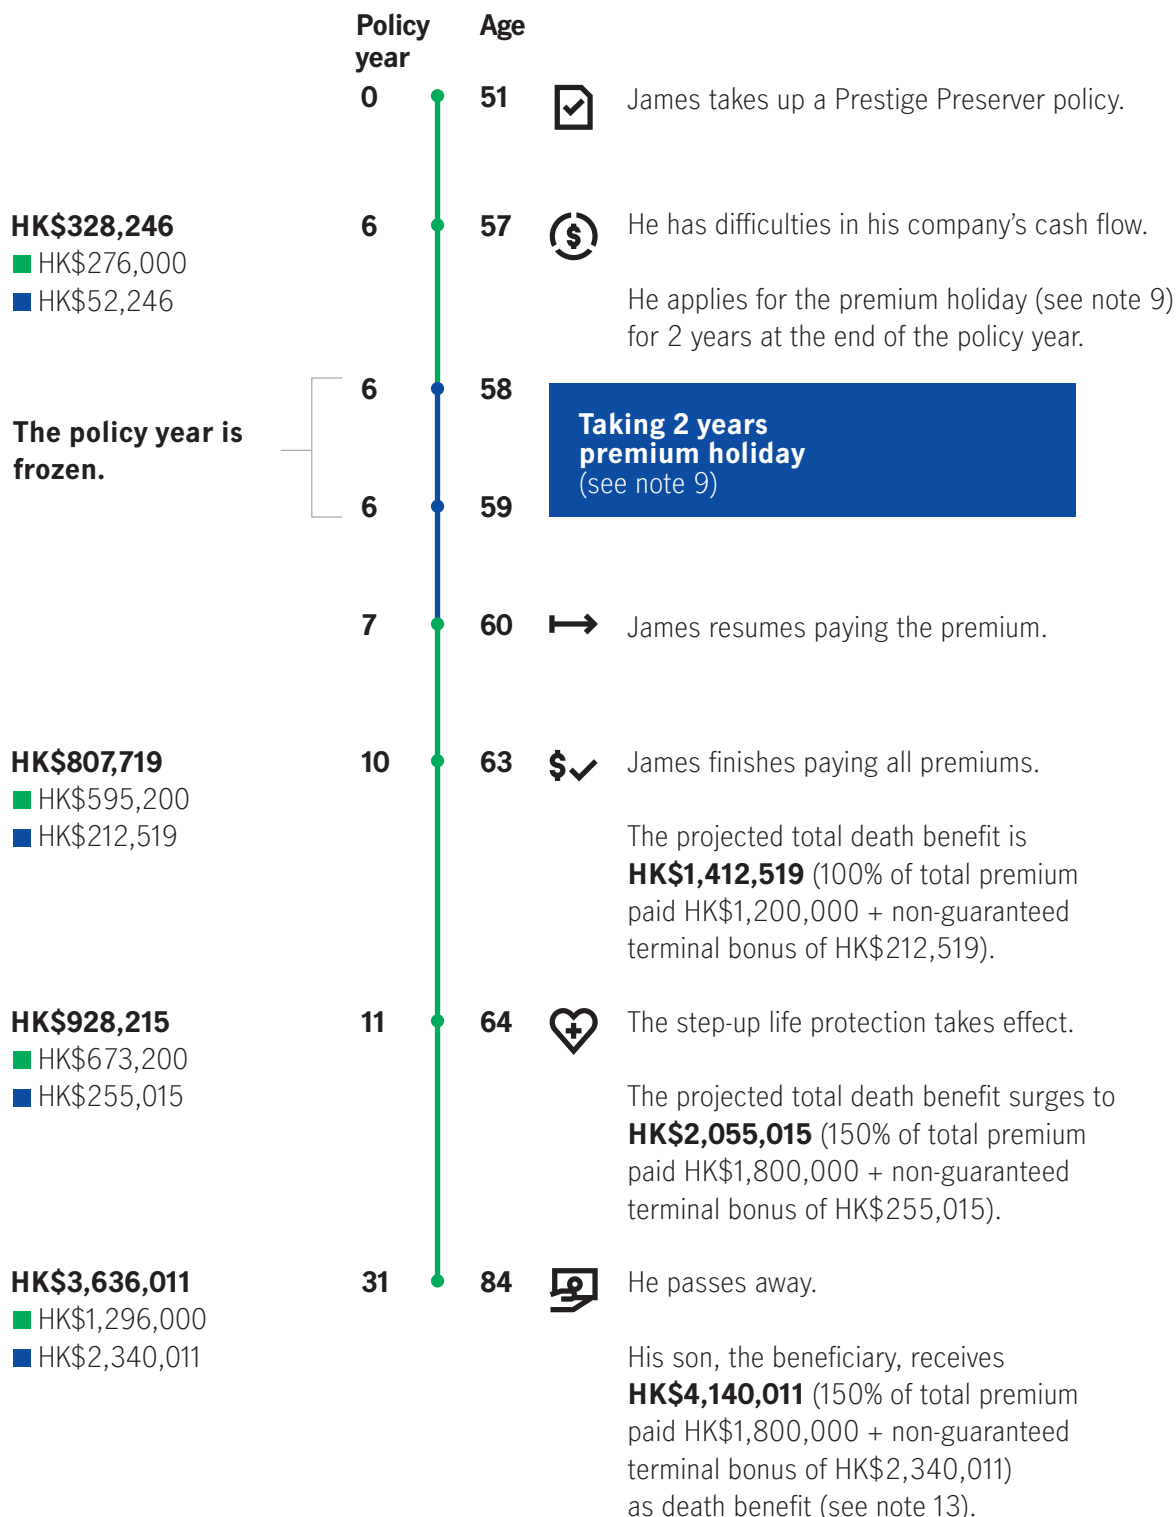 Policy year
Age
0
51
James takes up a Prestige Preserver policy.
HK$328,246
HK$276,000
HK$52,246
6
57
He has difficulties in his company's cash flow.
He applies for the premium holiday (see note 9)
for 2 years at the end of the policy year.
The policy year is
frozen.
6
58
6
59
Taking 2 years
premium holiday
(see note 9)
7
60
James resumes paying the premium.
HK$807,719
HK$595,200
HK$212,519
10
63
James finishes paying all premiums.
The projected total death benefit is
HK$1,412,519 (100% of total premium
paid HK$1,200,000 + non-guaranteed
terminal bonus of HK$212,519).
HK$928,215
HK$673,200
HK$255,015
11
64
The step-up life protection takes effect.
The projected total death benefit surges to
HK$2,055,015 (150% of total premium
paid HK$1,800,000 + non-guaranteed
terminal bonus of HK$255,015).
HK$3,636,011
HK$1,296,000
HK$2,340,011
31
84
He passes away.
His son, the beneficiary, receives
HK$4,140,011 (150% of total premium
paid HK$1,800,000 + non-guaranteed
terminal bonus of HK$2,340,011)
as death benefit (see note 13).